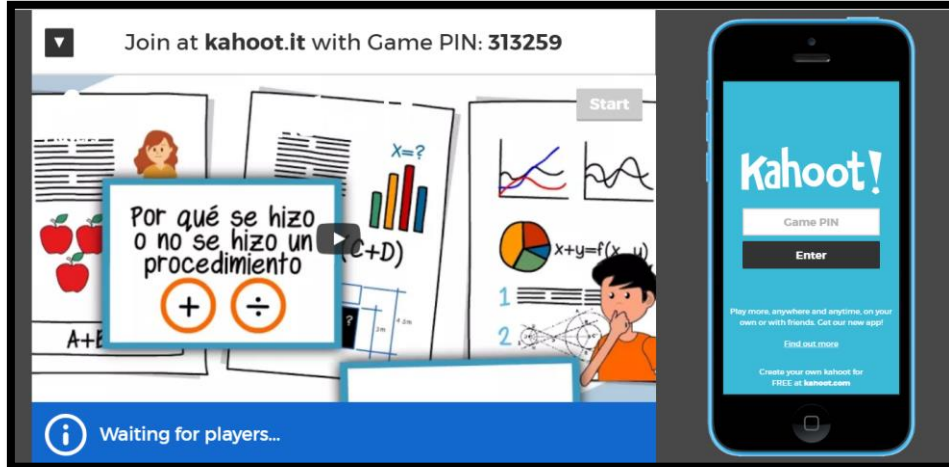 Join at kahoot.it with Game PIN: 313259
Start
X=?
Por qué se hizo
o no se hizo un
procedimiento
+ ÷
(C+D)
x+y=f(x
1
2
?
2m
Waiting for players...
Kahoot!
Game PIN
Enter
Play more, anywhere and anytime, on your
own or with friends. Get our new app!
Find out more
Create your own kahoot for
FREE at kahoot.com